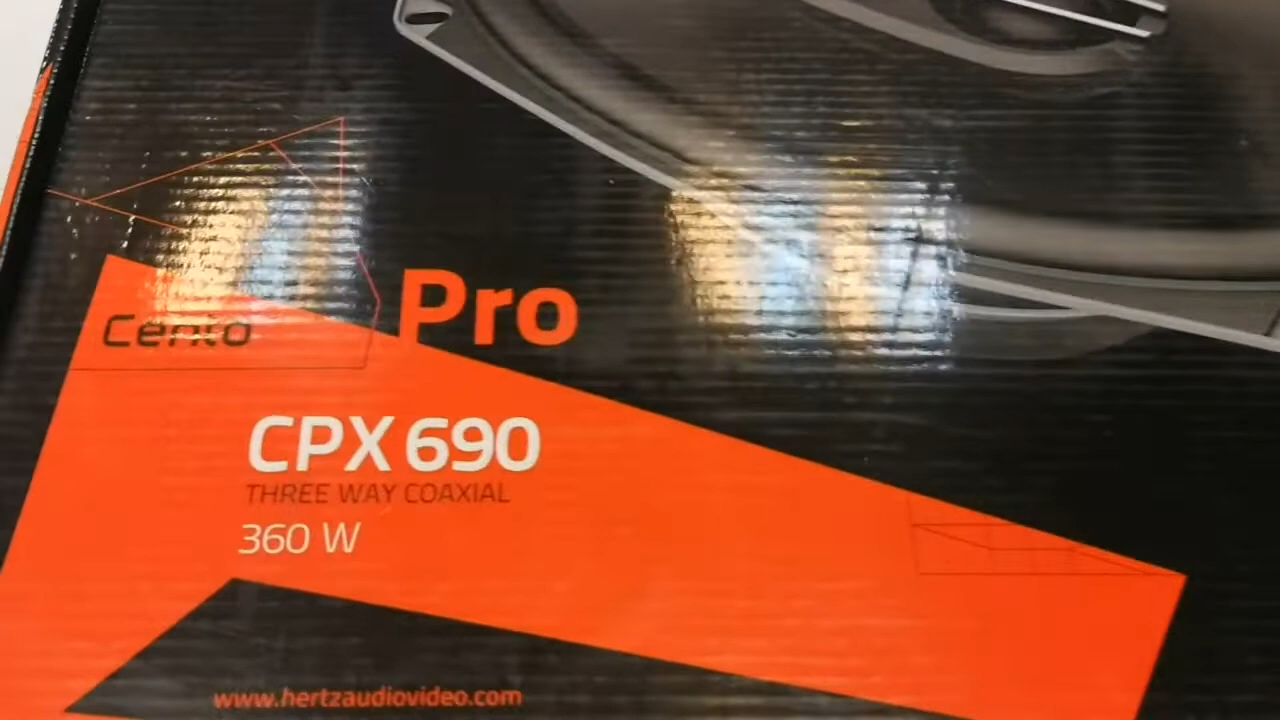 Cento Pro
CPX 690
THREE WAY COAXIAL
360 W
www.hertzaudiovideo.com